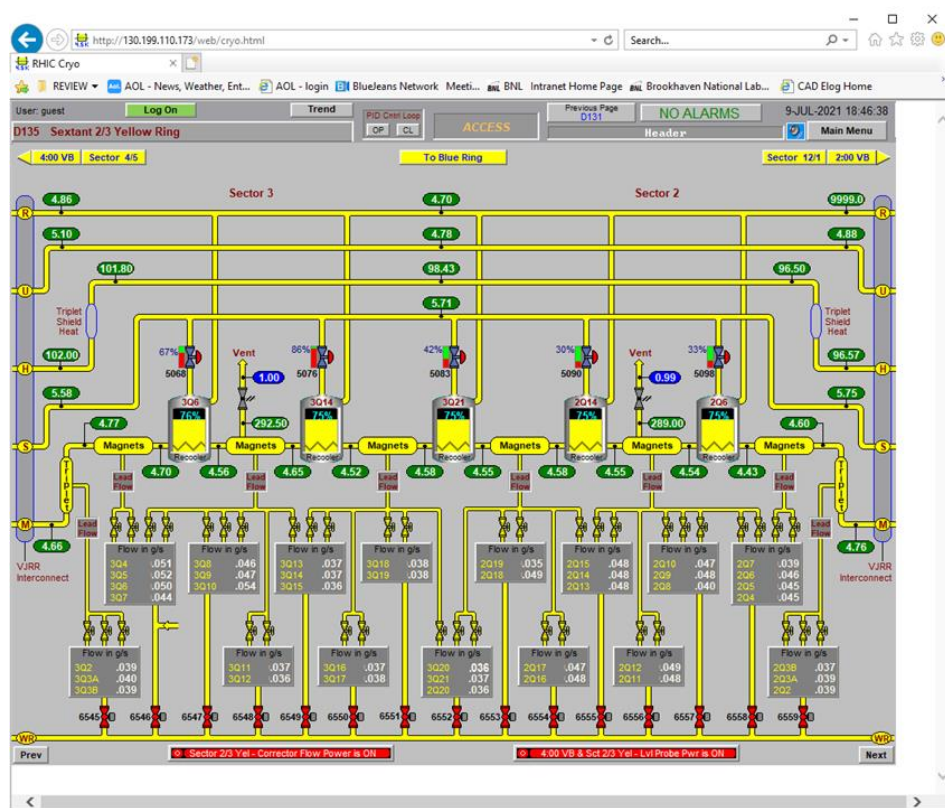 http://130.199.110.173/web/cryo.html
Search...
RHIC Cryo
REVIEW
AOL - News, Weather, Ent...
AOL - login
BlueJeans Network Meeti...
BNL Intranet Home Page
Brookhaven National Lab...
CAD Elog Home
User: guest
Log On
Trend
PID Cntrl Loop
OP CL
ACCESS
Previous Page
D131
NO ALARMS
9-JUL-2021 18:46:38
D135 Sextant 2/3 Yellow Ring
Header
Main Menu
4:00 VB Sector 4/5
To Blue Ring
Sector 12/1 2:00 VB
Sector 3
Sector 2
4.86
4.70
9999.0
R
R
5.10
4.78
4.88
101.80
98.43
96.50
U
U
5.71
Triplet
Shield
Heat
Triplet
Shield
Heat
102.00
96.57
H
H
67%
5068
Vent
86%
5076
42%
5083
30%
5090
Vent
33%
5098
1.00
0.99
5.58
5.75
3Q6
76%
Recooler
3Q14
75%
Recooler
3Q21
75%
Recooler
2Q14
75%
Recooler
2Q6
75%
Recooler
292.50
289.00
4.77
4.60
S
Magnets
Magnets
Magnets
Magnets
Magnets
Magnets
S
4.70
4.56
4.65
4.52
4.58
4.55
4.58
4.55
4.54
4.43
Triplet
Triplet
Lead
Flow
Lead
Flow
Lead
Flow
Lead
Flow
Lead
Flow
Lead
Flow
Lead
Flow
Lead
Flow
M
M
4.66
4.76
VJRR
Interconnect
VJRR
Interconnect
Flow in g/s
3Q4 .051
3Q5 .052
3Q6 .050
3Q7 .044
Flow in g/s
3Q8 .046
3Q9 .047
3Q10 .054
Flow in g/s
3Q13 .037
3Q14 .037
3Q15 .036
Flow in g/s
3Q18 .038
3Q19 .038
Flow in g/s
2Q19 .035
2Q18 .049
Flow in g/s
2Q15 .048
2Q14 .048
2Q13 .048
Flow in g/s
2Q10 .047
2Q9 .048
2Q8 .040
Flow in g/s
2Q7 .039
2Q6 .046
2Q5 .045
2Q4 .045
Flow in g/s
3Q2 .039
3Q3A .040
3Q3B .039
Flow in g/s
3Q11 .037
3Q12 .036
Flow in g/s
3Q16 .037
3Q17 .038
Flow in g/s
3Q20 .036
3Q21 .037
2Q20 .036
Flow in g/s
2Q17 .047
2Q16 .048
Flow in g/s
2Q12 .049
2Q11 .048
Flow in g/s
2Q3B .037
2Q3A .039
2Q2 .039
6545
6546
6547
6548
6549
6550
6551
6552
6553
6554
6555
6556
6557
6558
6559
WR
WR
Prev
Sector 2/3 Yel - Corrector Flow Power is ON
4:00 VB & Sct 2/3 Yel - Lvl Probe Pwr is ON
Next